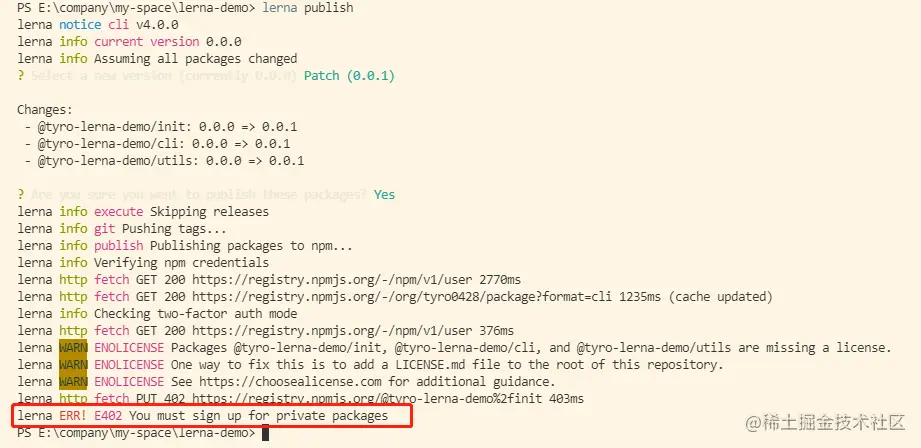 PS E:\company\my-space\lerna-demo> lerna publish
lerna notice cli v4.0.0
lerna info current version 0.0.0
lerna info Assuming all packages changed
? Select a new version (currently 0.0.0) Patch (0.0.1)
Changes:
- @tyro-lerna-demo/init: 0.0.0 => 0.0.1
- @tyro-lerna-demo/cli: 0.0.0 => 0.0.1
- @tyro-lerna-demo/utils: 0.0.0 => 0.0.1
? Are you sure you want to publish these packages? Yes
lerna info execute Skipping releases
lerna info git Pushing tags...
lerna info publish Publishing packages to npm...
lerna info Verifying npm credentials
lerna http fetch GET 200 https://registry.npmjs.org/-/npm/v1/user 2770ms
lerna http fetch GET 200 https://registry.npmjs.org/-/org/tyro0428/package?format=cli 1235ms (cache updated)
lerna info Checking two-factor auth mode
lerna http fetch GET 200 https://registry.npmjs.org/-/npm/v1/user 376ms
lerna WARN ENOLICENSE Packages @tyro-lerna-demo/init, @tyro-lerna-demo/cli, and @tyro-lerna-demo/utils are missing a license.
lerna WARN ENOLICENSE One way to fix this is to add a LICENSE.md file to the root of this repository.
lerna WARN ENOLICENSE See https://choosealicense.com for additional guidance.
lerna http fetch PUT 402 https://registry.npmjs.org/@tyro-lerna-demo%2finit 403ms
lerna ERR! E402 You must sign up for private packages
PS E:\company\my-space\lerna-demo>
@稀土掘金技术社区